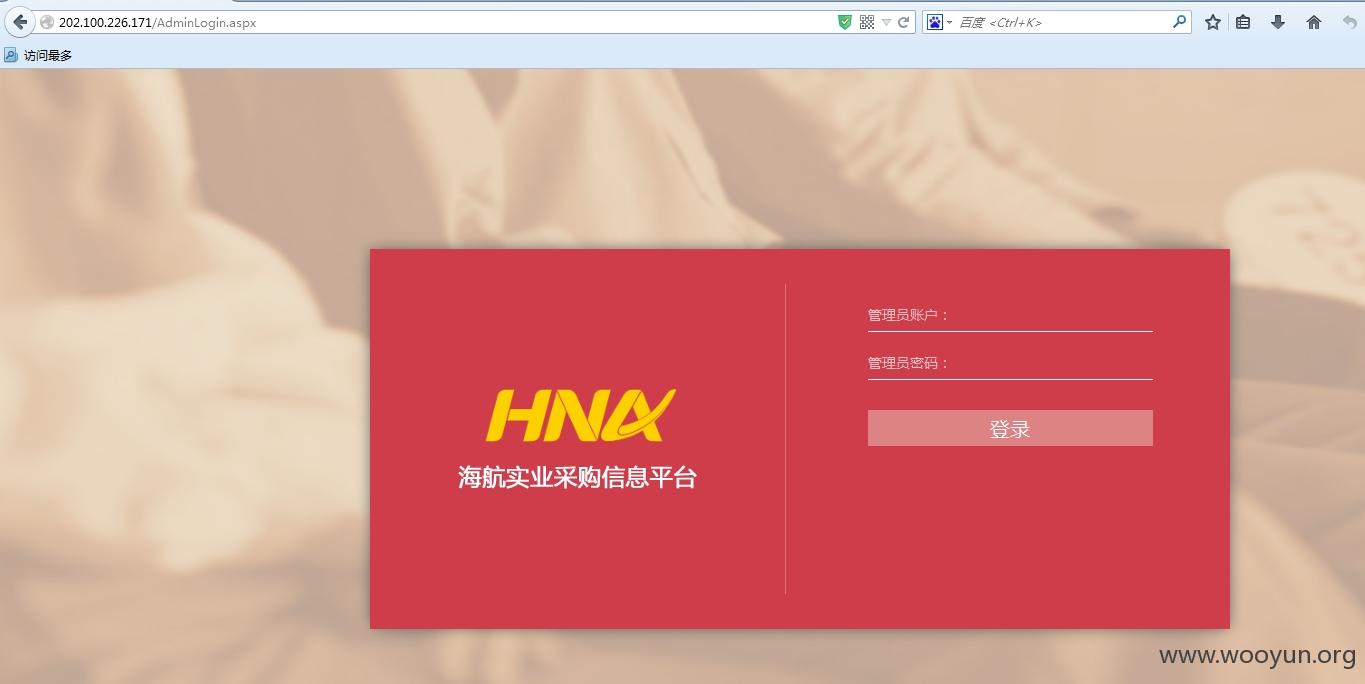 202.100.226.171/AdminLogin.aspx
百度 <Ctrl+K>
访问最多
管理员账户：
管理员密码：
登录
HNA
海航实业采购信息平台
www.wooyun.org